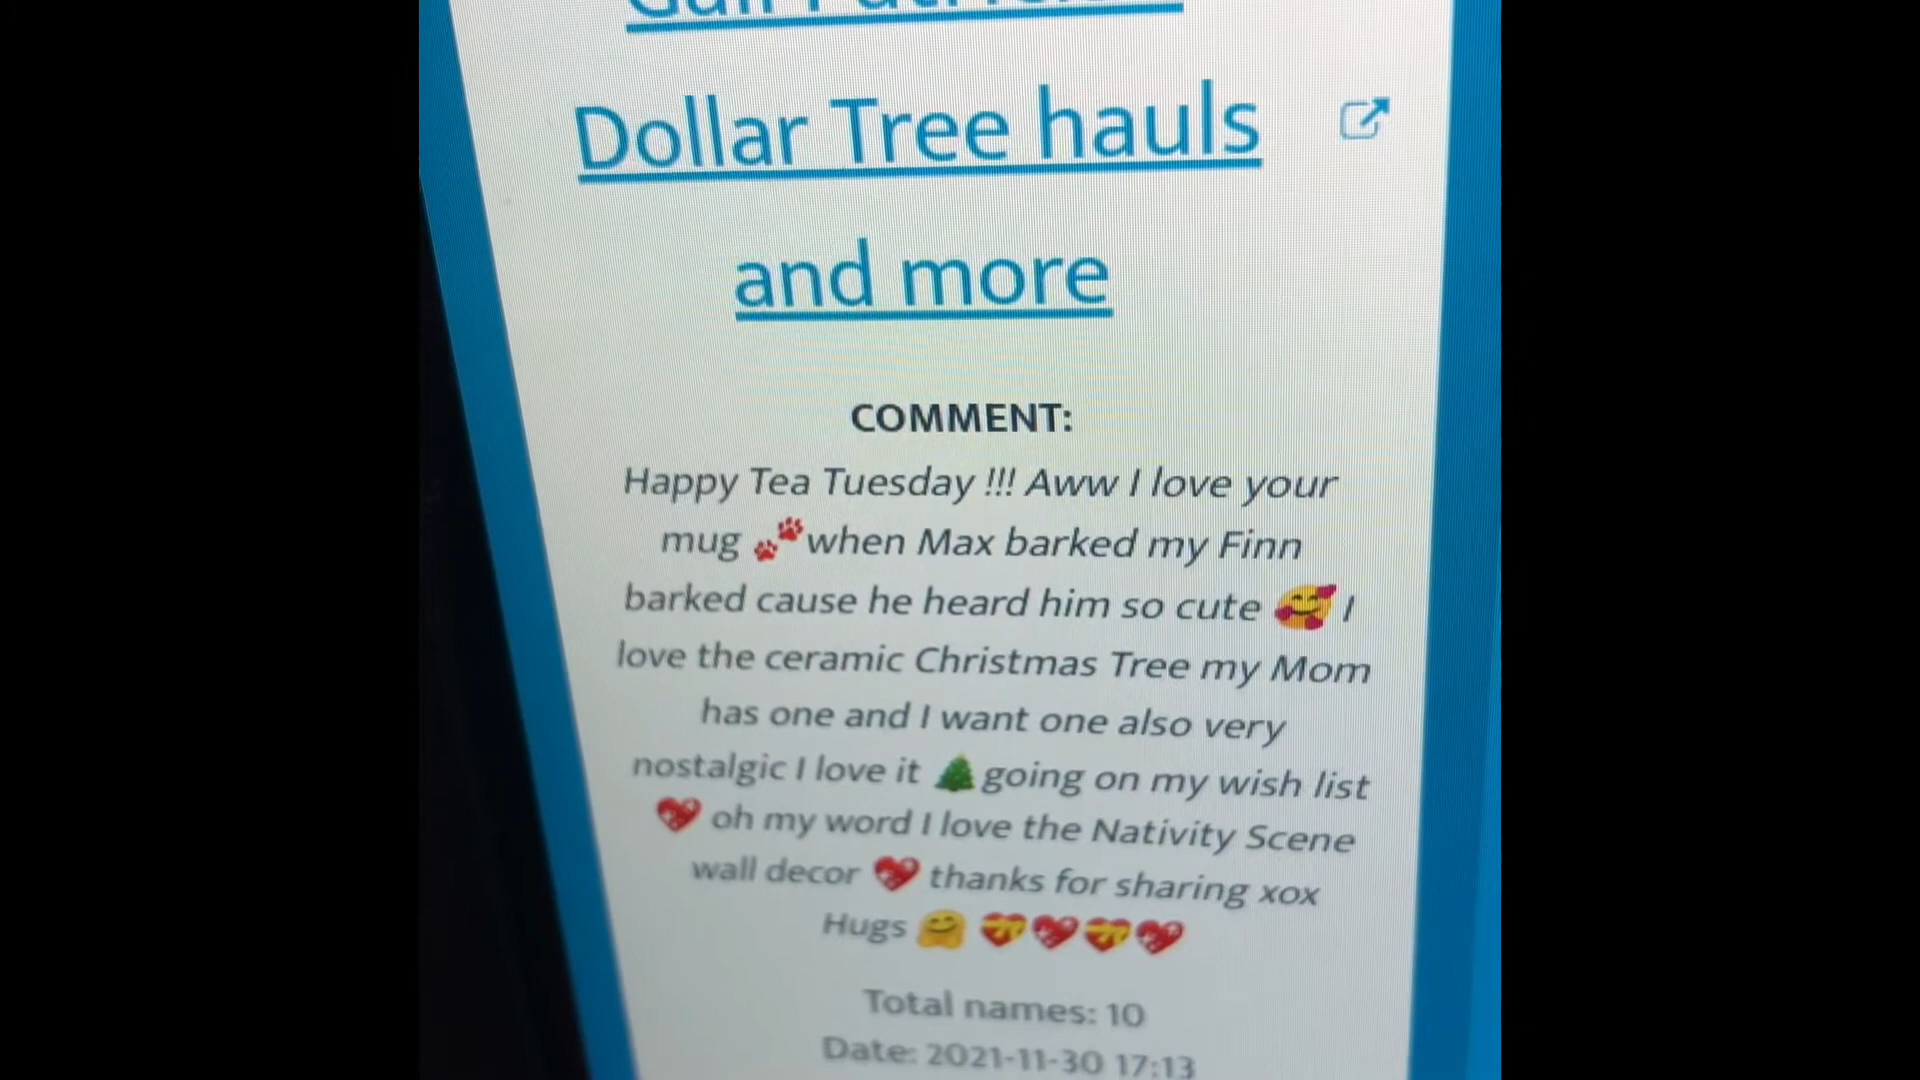 Dollar Tree hauls
and more
COMMENT:
Happy Tea Tuesday !!! Aww I love your
mug 🐾when Max barked my Finn
barked cause he heard him so cute 🥰 I
love the ceramic Christmas Tree my Mom
has one and I want one also very
nostalgic I love it 🎄going on my wish list
💖 oh my word I love the Nativity Scene
wall decor 💖 thanks for sharing xox
Hugs 🤗 💝💖💝💖
Total names: 10
Date: 2021-11-30 17:13